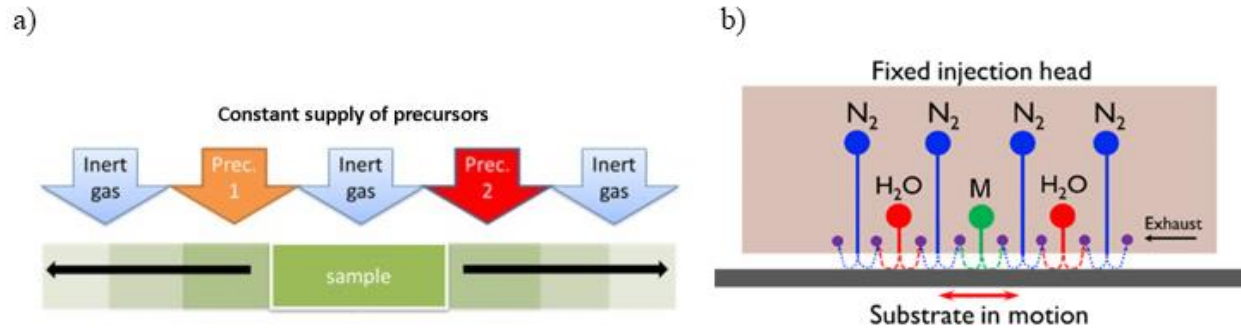 a)
Constant supply of precursors
Inert
gas
Prec.
1
Inert
gas
Prec.
2
Inert
gas
sample
b)
Fixed injection head
N₂ N₂ N₂ N₂
H₂O M H₂O
Exhaust
Substrate in motion